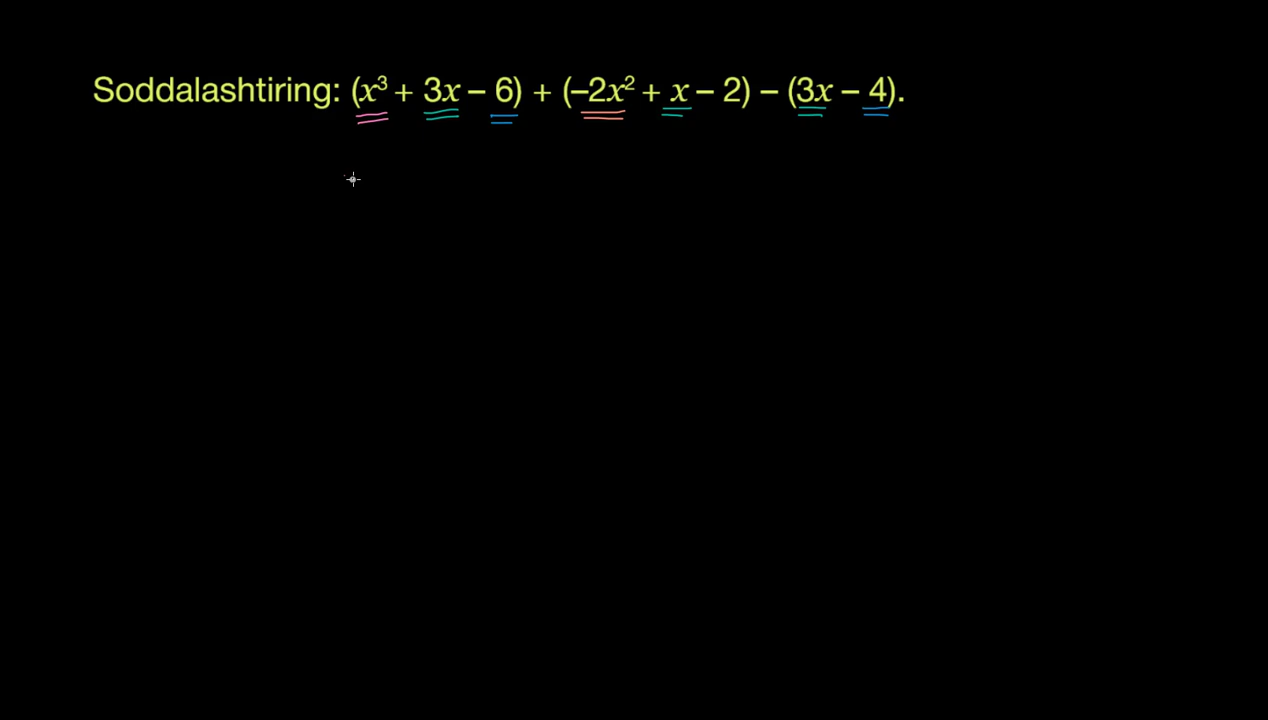 Soddalashtiring: (x³ + 3x – 6) + (–2x² + x – 2) – (3x – 4).